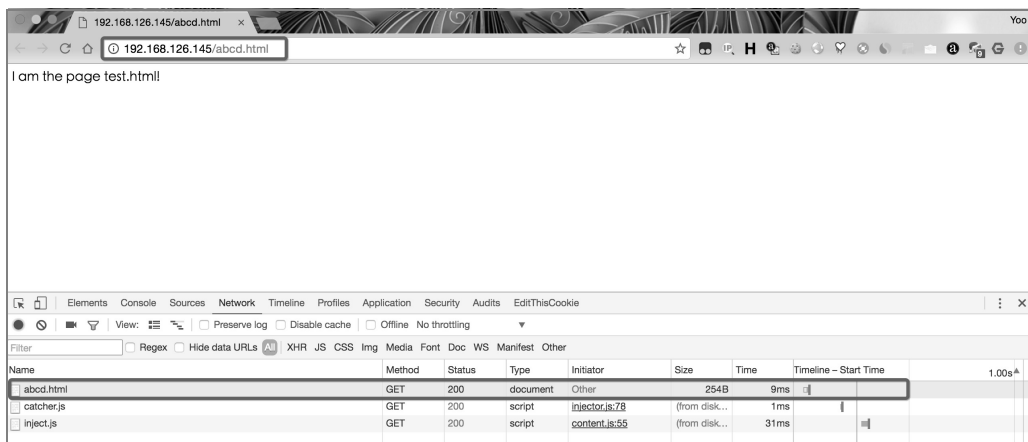 192.168.126.145/abcd.html ×
Yoo
192.168.126.145/abcd.html
I am the page test.html!
Elements Console Sources Network Timeline Profiles Application Security Audits EditThisCookie
View: Preserve log Disable cache Offline No throttling
Filter Regex Hide data URLs All XHR JS CSS Img Media Font Doc WS Manifest Other
Name Method Status Type Initiator Size Time Timeline – Start Time 1.00s
abcd.html GET 200 document Other 254B 9ms
catcher.js GET 200 script injector.js:78 (from disk... 1ms
inject.js GET 200 script content.js:55 (from disk... 31ms